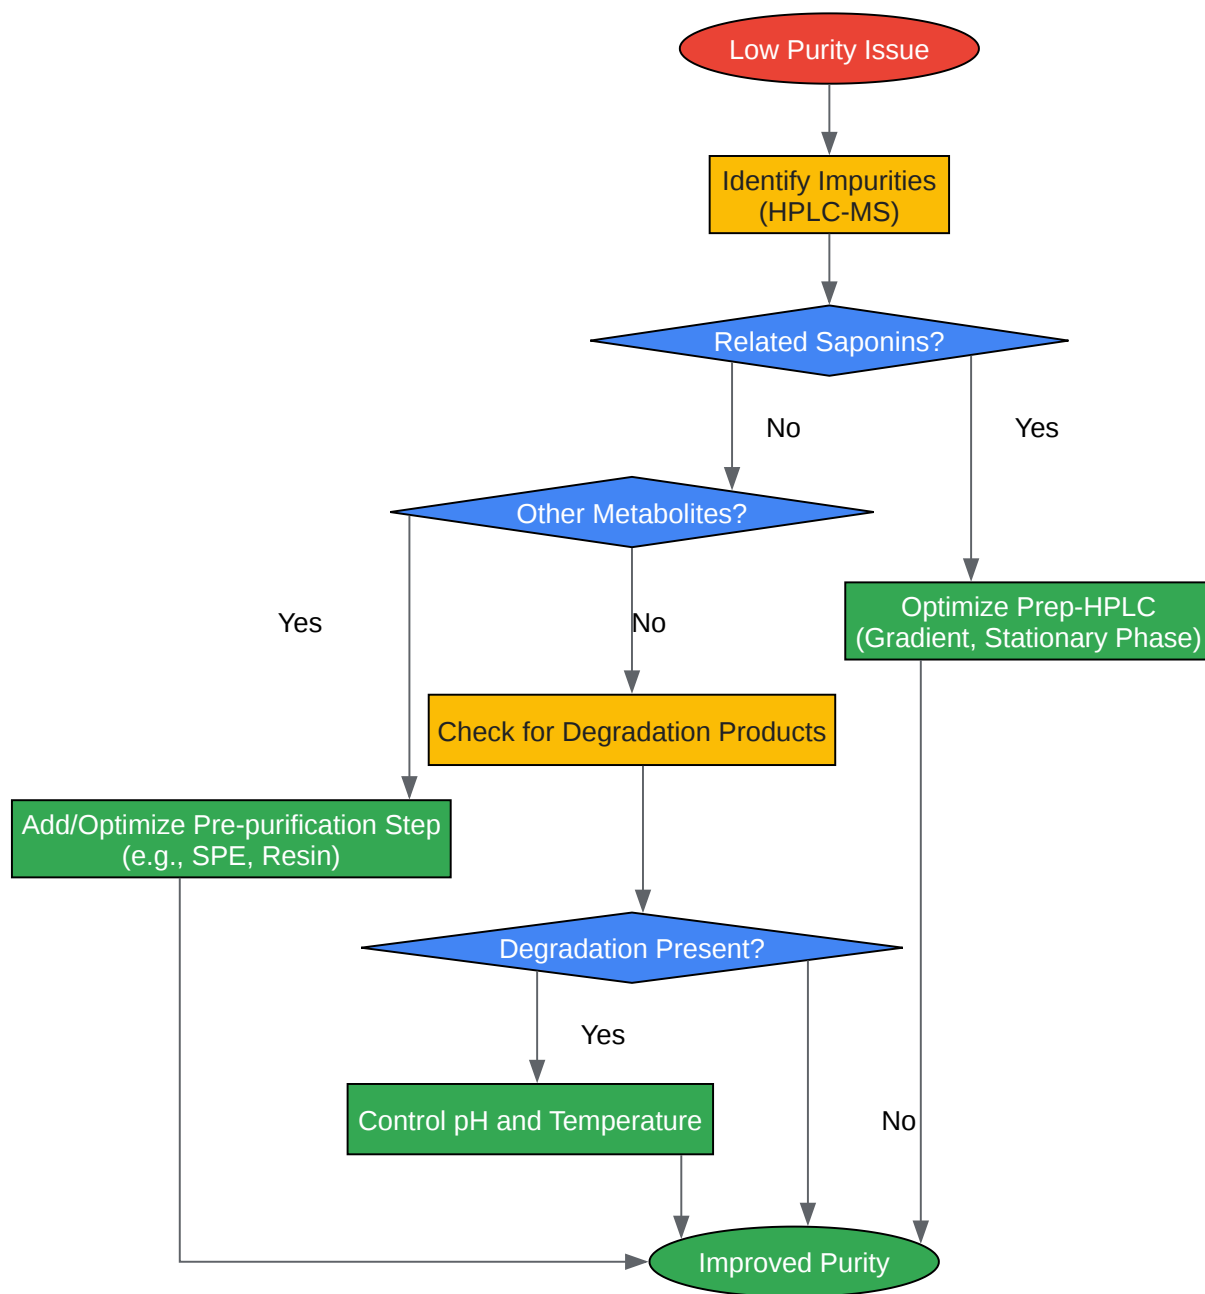 Low Purity Issue
Identify Impurities
(HPLC-MS)
Related Saponins?
No
Yes
Other Metabolites?
Yes
No
Optimize Prep-HPLC
(Gradient, Stationary Phase)
Check for Degradation Products
Add/Optimize Pre-purification Step
(e.g., SPE, Resin)
Degradation Present?
Yes
Control pH and Temperature
No
Improved Purity